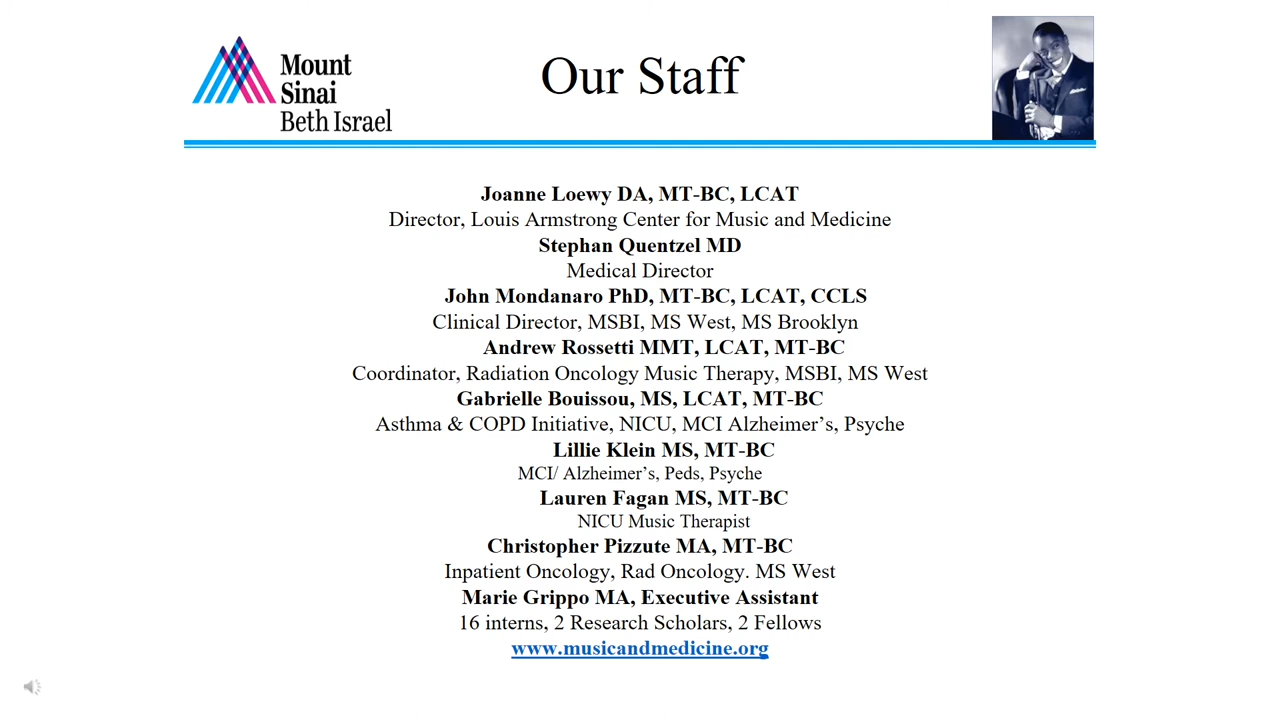 Mount
Sinai
Beth Israel
Our Staff
Joanne Loewy DA, MT-BC, LCAT
Director, Louis Armstrong Center for Music and Medicine
Stephan Quentzel MD
Medical Director
John Mondanaro PhD, MT-BC, LCAT, CCLS
Clinical Director, MSBI, MS West, MS Brooklyn
Andrew Rossetti MMT, LCAT, MT-BC
Coordinator, Radiation Oncology Music Therapy, MSBI, MS West
Gabrielle Bouissou, MS, LCAT, MT-BC
Asthma & COPD Initiative, NICU, MCI Alzheimer’s, Psyche
Lillie Klein MS, MT-BC
MCI/ Alzheimer’s, Peds, Psyche
Lauren Fagan MS, MT-BC
NICU Music Therapist
Christopher Pizzute MA, MT-BC
Inpatient Oncology, Rad Oncology. MS West
Marie Grippo MA, Executive Assistant
16 interns, 2 Research Scholars, 2 Fellows
www.musicandmedicine.org